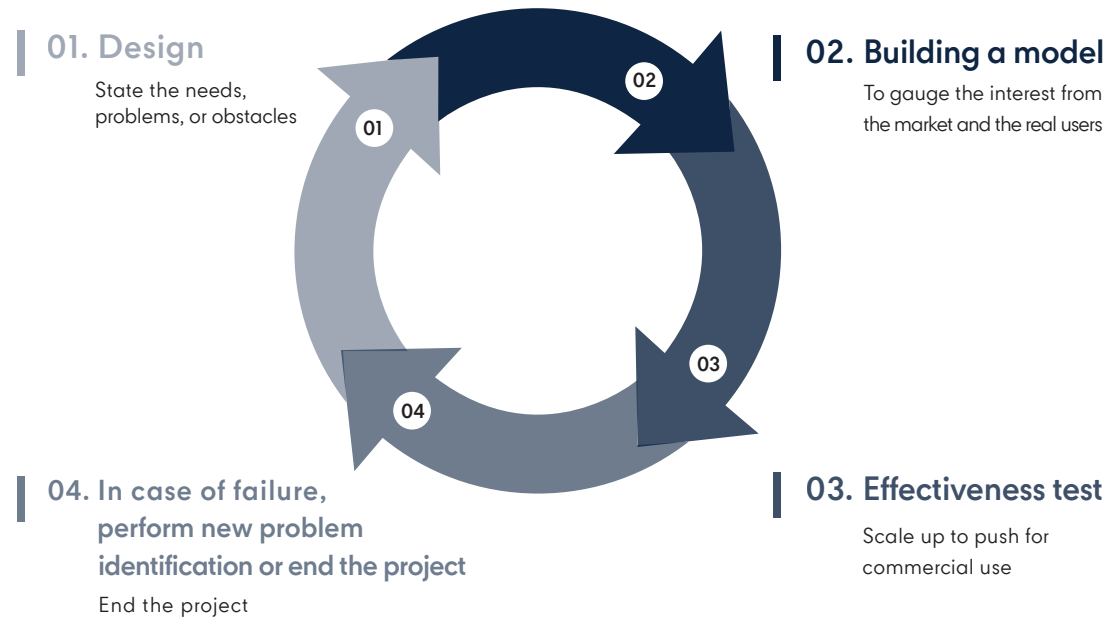 01. Design
State the needs,
problems, or obstacles
02. Building a model
To gauge the interest from
the market and the real users
01
02
03
04
04. In case of failure,
perform new problem
identification or end the project
End the project
03. Effectiveness test
Scale up to push for
commercial use